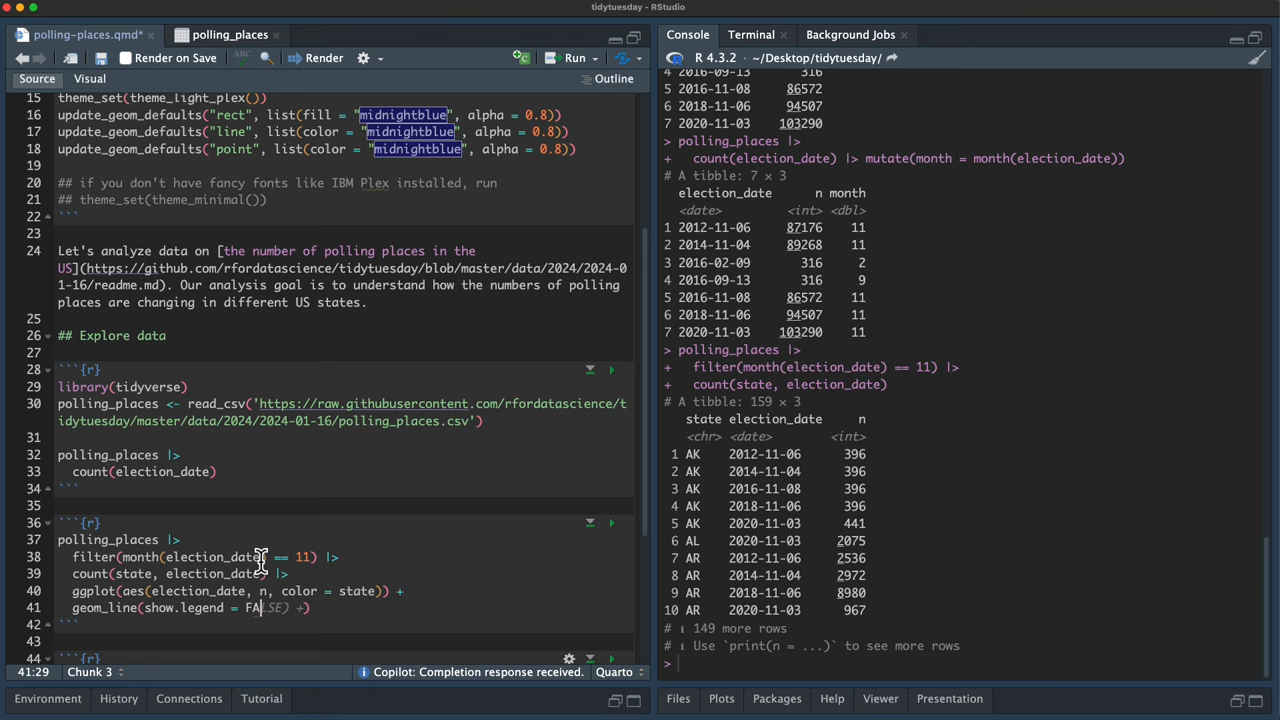 tidytuesday - RStudio
polling-places.qmd* ×
polling_places ×
Render on Save
ABC
Render
Run
Source
Visual
Outline
15 theme_set(theme_light_plex())
16 update_geom_defaults("rect", list(fill = "midnightblue", alpha = 0.8))
17 update_geom_defaults("line", list(color = "midnightblue", alpha = 0.8))
18 update_geom_defaults("point", list(color = "midnightblue", alpha = 0.8))
19
20 ## if you don't have fancy fonts like IBM Plex installed, run
21 ## theme_set(theme_minimal())
22 ```
23
24 Let's analyze data on [the number of polling places in the
US](https://github.com/rfordatascience/tidytuesday/blob/master/data/2024/2024-0
1-16/readme.md). Our analysis goal is to understand how the numbers of polling
places are changing in different US states.
25
26 ## Explore data
27
28 ```{r}
29 library(tidyverse)
30 polling_places <- read_csv('https://raw.githubusercontent.com/rfordatascience/t
idytuesday/master/data/2024/2024-01-16/polling_places.csv')
31
32 polling_places |>
33 count(election_date)
34 ```
35
36 ```{r}
37 polling_places |>
38 filter(month(election_date) == 11) |>
39 count(state, election_date) |>
40 ggplot(aes(election_date, n, color = state)) +
41 geom_line(show.legend = FALSE) +)
42 ```
43
44 ```{r}
41:29 Chunk 3 Copilot: Completion response received. Quarto
Environment History Connections Tutorial
Console Terminal × Background Jobs ×
R 4.3.2 · ~/Desktop/tidytuesday/
4 2016-09-13 316
5 2016-11-08 86572
6 2018-11-06 94507
7 2020-11-03 103290
> polling_places |>
+ count(election_date) |> mutate(month = month(election_date))
# A tibble: 7 × 3
election_date n month
<date> <int> <dbl>
1 2012-11-06 87176 11
2 2014-11-04 89268 11
3 2016-02-09 316 2
4 2016-09-13 316 9
5 2016-11-08 86572 11
6 2018-11-06 94507 11
7 2020-11-03 103290 11
> polling_places |>
+ filter(month(election_date) == 11) |>
+ count(state, election_date)
# A tibble: 159 × 3
state election_date n
<chr> <date> <int>
1 AK 2012-11-06 396
2 AK 2014-11-04 396
3 AK 2016-11-08 396
4 AK 2018-11-06 396
5 AK 2020-11-03 441
6 AL 2020-11-03 2075
7 AR 2012-11-06 2536
8 AR 2014-11-04 2972
9 AR 2018-11-06 8980
10 AR 2020-11-03 967
# ℹ 149 more rows
# ℹ Use `print(n = ...)` to see more rows
>
Files Plots Packages Help Viewer Presentation